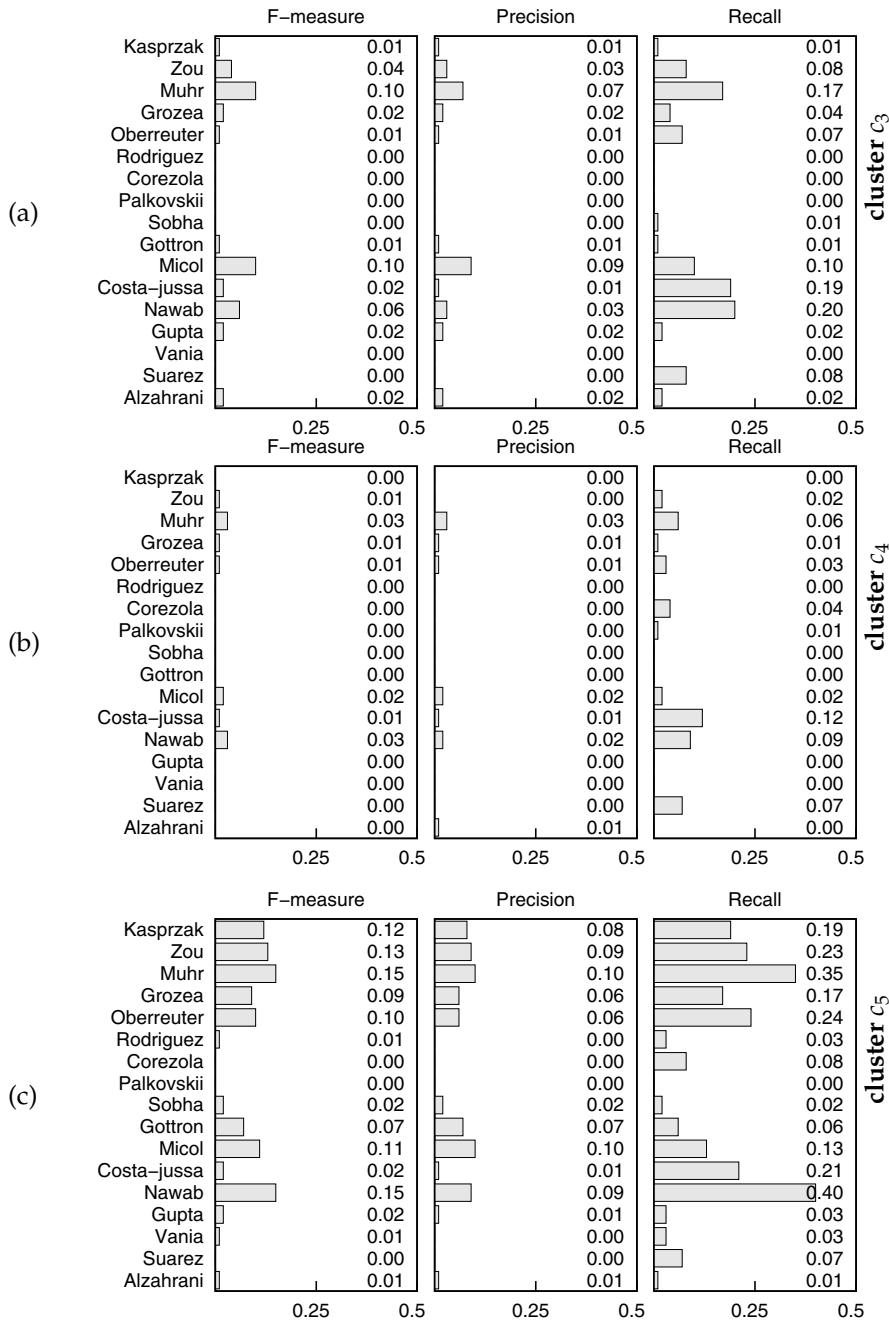 F−measure Precision Recall
Kasprzak 0.01 0.01 0.01
Zou 0.04 0.03 0.08
Muhr 0.10 0.07 0.17
Grozea 0.02 0.02 0.04
Oberreuter 0.01 0.01 0.07
Rodriguez 0.00 0.00 0.00
Corezola 0.00 0.00 0.00
Palkovskii 0.00 0.00 0.00
(a)
cluster c3
Sobha 0.00 0.00 0.01
Gottron 0.01 0.01 0.01
Micol 0.10 0.09 0.10
Costa−jussa 0.02 0.01 0.19
Nawab 0.06 0.03 0.20
Gupta 0.02 0.02 0.02
Vania 0.00 0.00 0.00
Suarez 0.00 0.00 0.08
Alzahrani 0.02 0.02 0.02
0.25 0.5 0.25 0.5 0.25 0.5
F−measure Precision Recall
Kasprzak 0.00 0.00 0.00
Zou 0.01 0.00 0.02
Muhr 0.03 0.03 0.06
Grozea 0.01 0.01 0.01
Oberreuter 0.01 0.01 0.03
Rodriguez 0.00 0.00 0.00
Corezola 0.00 0.00 0.04
Palkovskii 0.00 0.00 0.01
(b)
cluster c4
Sobha 0.00 0.00 0.00
Gottron 0.00 0.00 0.00
Micol 0.02 0.02 0.02
Costa−jussa 0.01 0.01 0.12
Nawab 0.03 0.02 0.09
Gupta 0.00 0.00 0.00
Vania 0.00 0.00 0.00
Suarez 0.00 0.00 0.07
Alzahrani 0.00 0.01 0.00
0.25 0.5 0.25 0.5 0.25 0.5
F−measure Precision Recall
Kasprzak 0.12 0.08 0.19
Zou 0.13 0.09 0.23
Muhr 0.15 0.10 0.35
Grozea 0.09 0.06 0.17
Oberreuter 0.10 0.06 0.24
Rodriguez 0.01 0.00 0.03
Corezola 0.00 0.00 0.08
Palkovskii 0.00 0.00 0.00
(c)
cluster c5
Sobha 0.02 0.02 0.02
Gottron 0.07 0.07 0.06
Micol 0.11 0.10 0.13
Costa−jussa 0.02 0.01 0.21
Nawab 0.15 0.09 0.40
Gupta 0.02 0.01 0.03
Vania 0.01 0.00 0.03
Suarez 0.00 0.00 0.07
Alzahrani 0.01 0.01 0.01
0.25 0.5 0.25 0.5 0.25 0.5